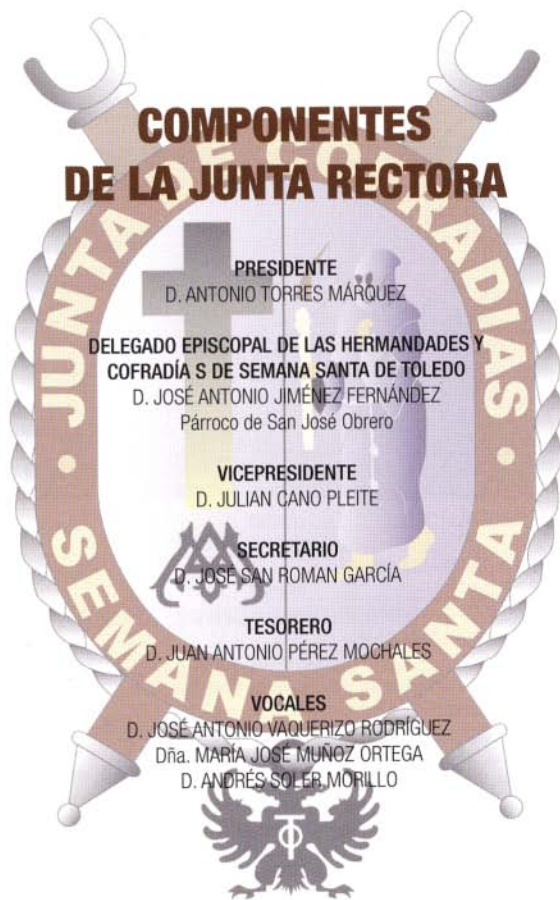 COMPONENTES
DE LA JUNTA RECTORA
PRESIDENTE
D. ANTONIO TORRES MÁRQUEZ
DELEGADO EPISCOPAL DE LAS HERMANDADES Y
COFRADÍA S DE SEMANA SANTA DE TOLEDO
D. JOSÉ ANTONIO JIMÉNEZ FERNÁNDEZ
Párroco de San José Obrero
VICEPRESIDENTE
D. JULIAN CANO PLEITE
SECRETARIO
D. JOSÉ SAN ROMAN GARCÍA
TESORERO
D. JUAN ANTONIO PÉREZ MOCHALES
VOCALES
D. JOSÉ ANTONIO VAQUERIZO RODRÍGUEZ
Dña. MARÍA JOSÉ MUÑOZ ORTEGA
D. ANDRÉS SOLER MORILLO
JUNTA DE COFRADIAS
SEMANA SANTA